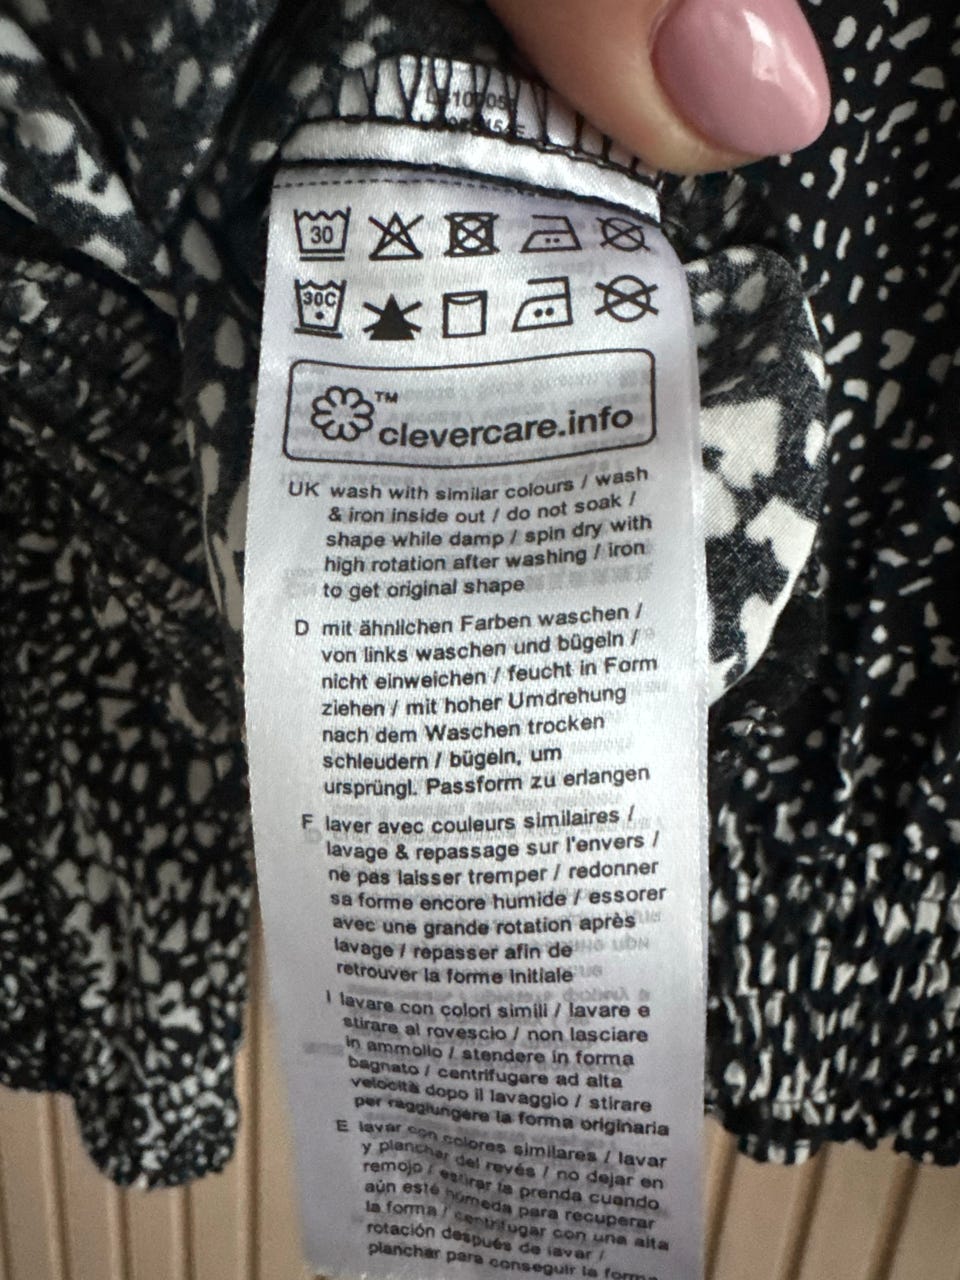 30
30C
TM
clevercare.info
UK wash with similar colours / wash
& iron inside out / do not soak /
shape while damp / spin dry with
high rotation after washing / iron
to get original shape
D mit ähnlichen Farben waschen /
von links waschen und bügeln /
nicht einweichen / feucht in Form
ziehen / mit hoher Umdrehung
nach dem Waschen trocken
schleudern / bügeln, um
ursprüngl. Passform zu erlangen
F laver avec couleurs similaires /
lavage & repassage sur l'envers /
ne pas laisser tremper / redonner
sa forme encore humide / essorer
avec une grande rotation après
lavage / repasser afin de
retrouver la forme initiale
I lavare con colori simili / lavare e
stirare al rovescio / non lasciare
in ammollo / stendere in forma
bagnato / centrifugare ad alta
velocità dopo il lavaggio / stirare
per raggiungere la forma originaria
E lavar con colores similares / lavar
y planchar del revés / no dejar en
remojo / estirar la prenda cuando
aún esté húmeda para recuperar
la forma / centrifugar con una alta
rotación después de lavar /
planchar para conseguir la forma